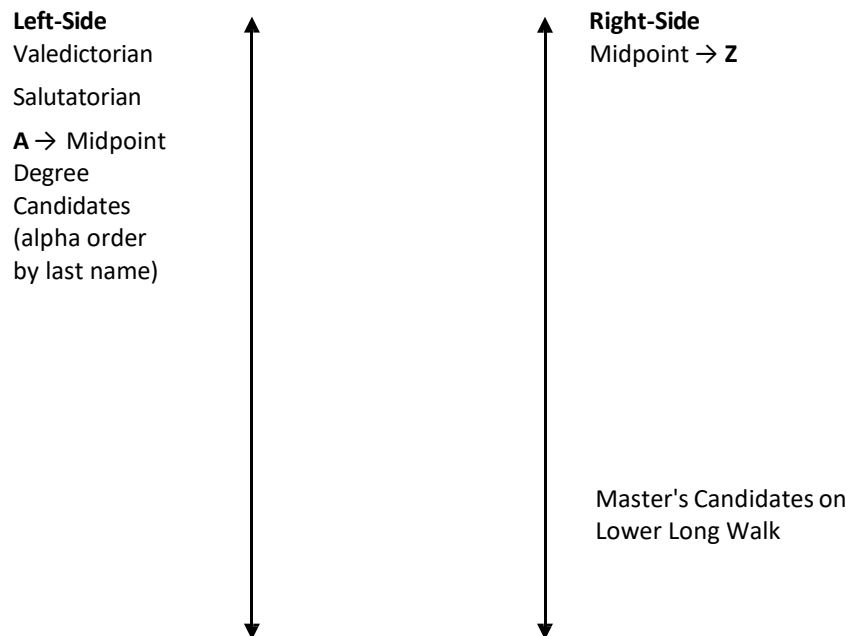 Left-Side
Valedictorian
Salutatorian
A → Midpoint
Degree
Candidates
(alpha order
by last name)
Right-Side
Midpoint → Z
Master's Candidates on
Lower Long Walk